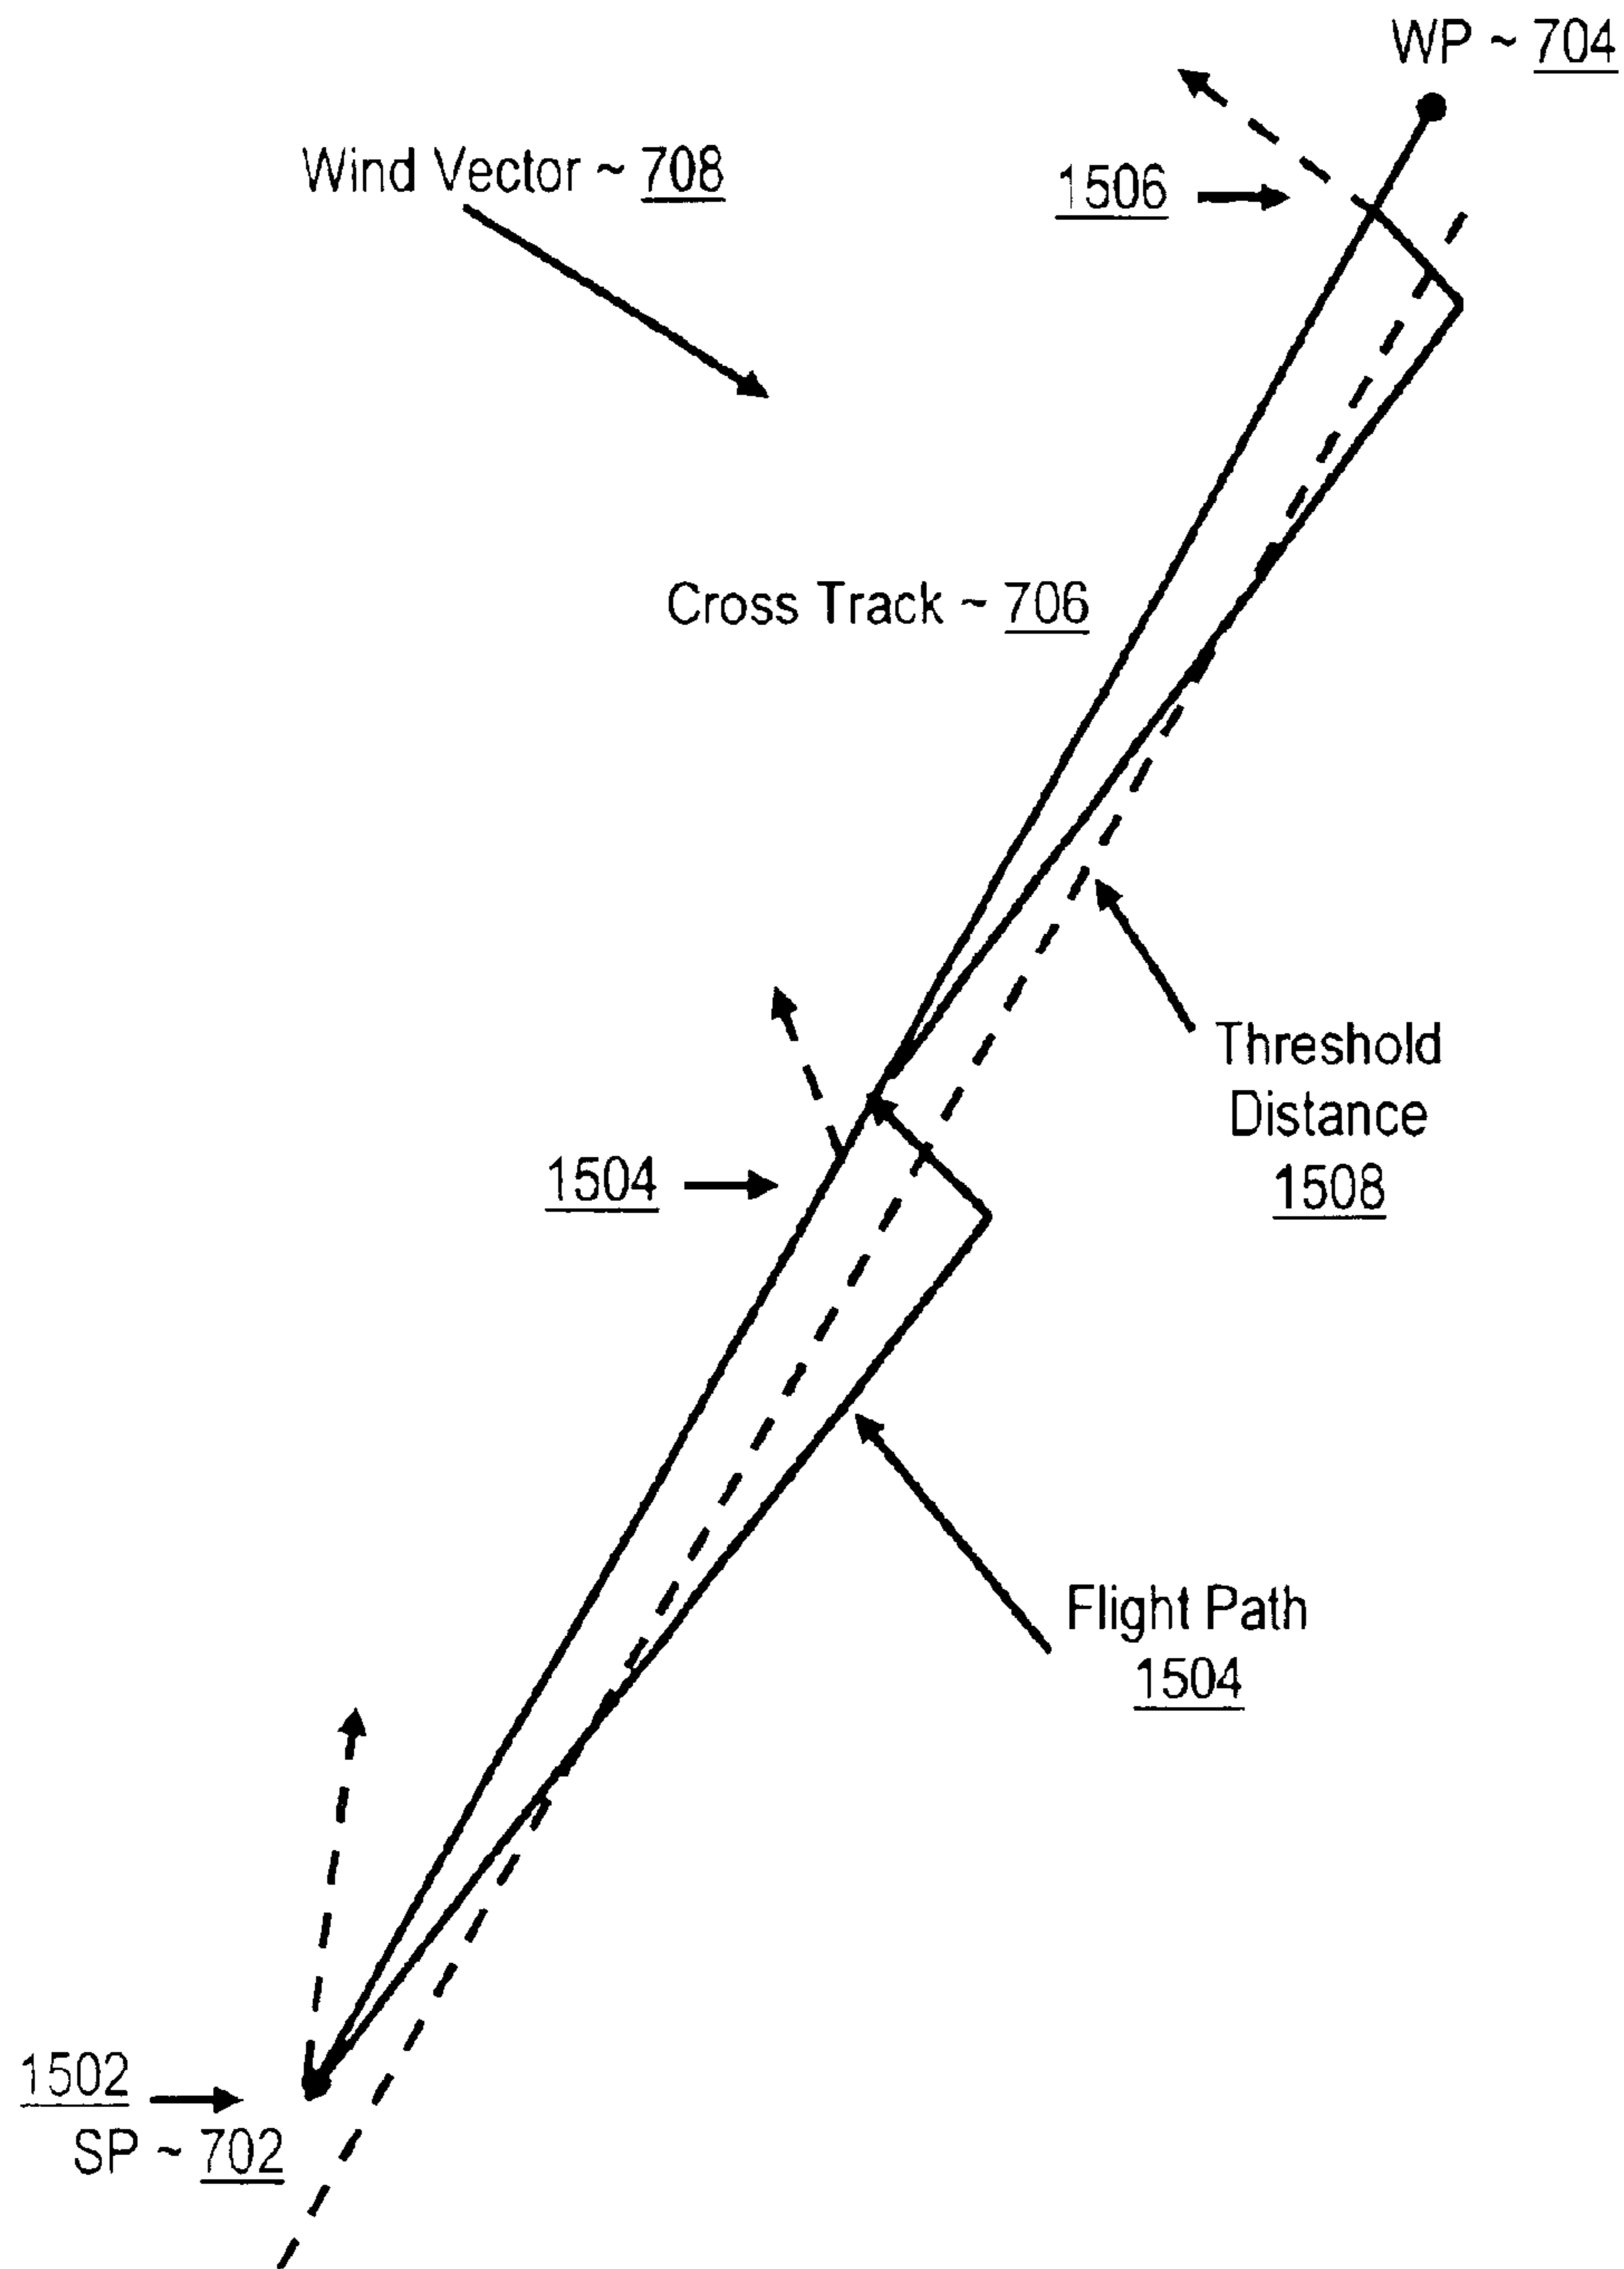 WP ~ 704
Wind Vector ~ 708
1506
Cross Track ~ 706
Threshold
Distance
1508
1504
Flight Path
1504
1502
SP ~ 702